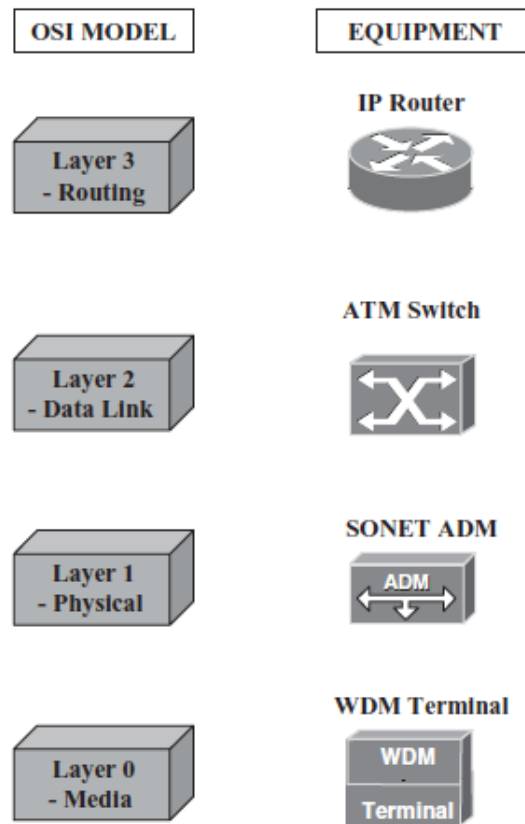 OSI MODEL
EQUIPMENT
IP Router
Layer 3
- Routing
ATM Switch
Layer 2
- Data Link
SONET ADM
Layer 1
- Physical
ADM
WDM Terminal
Layer 0
- Media
WDM
Terminal